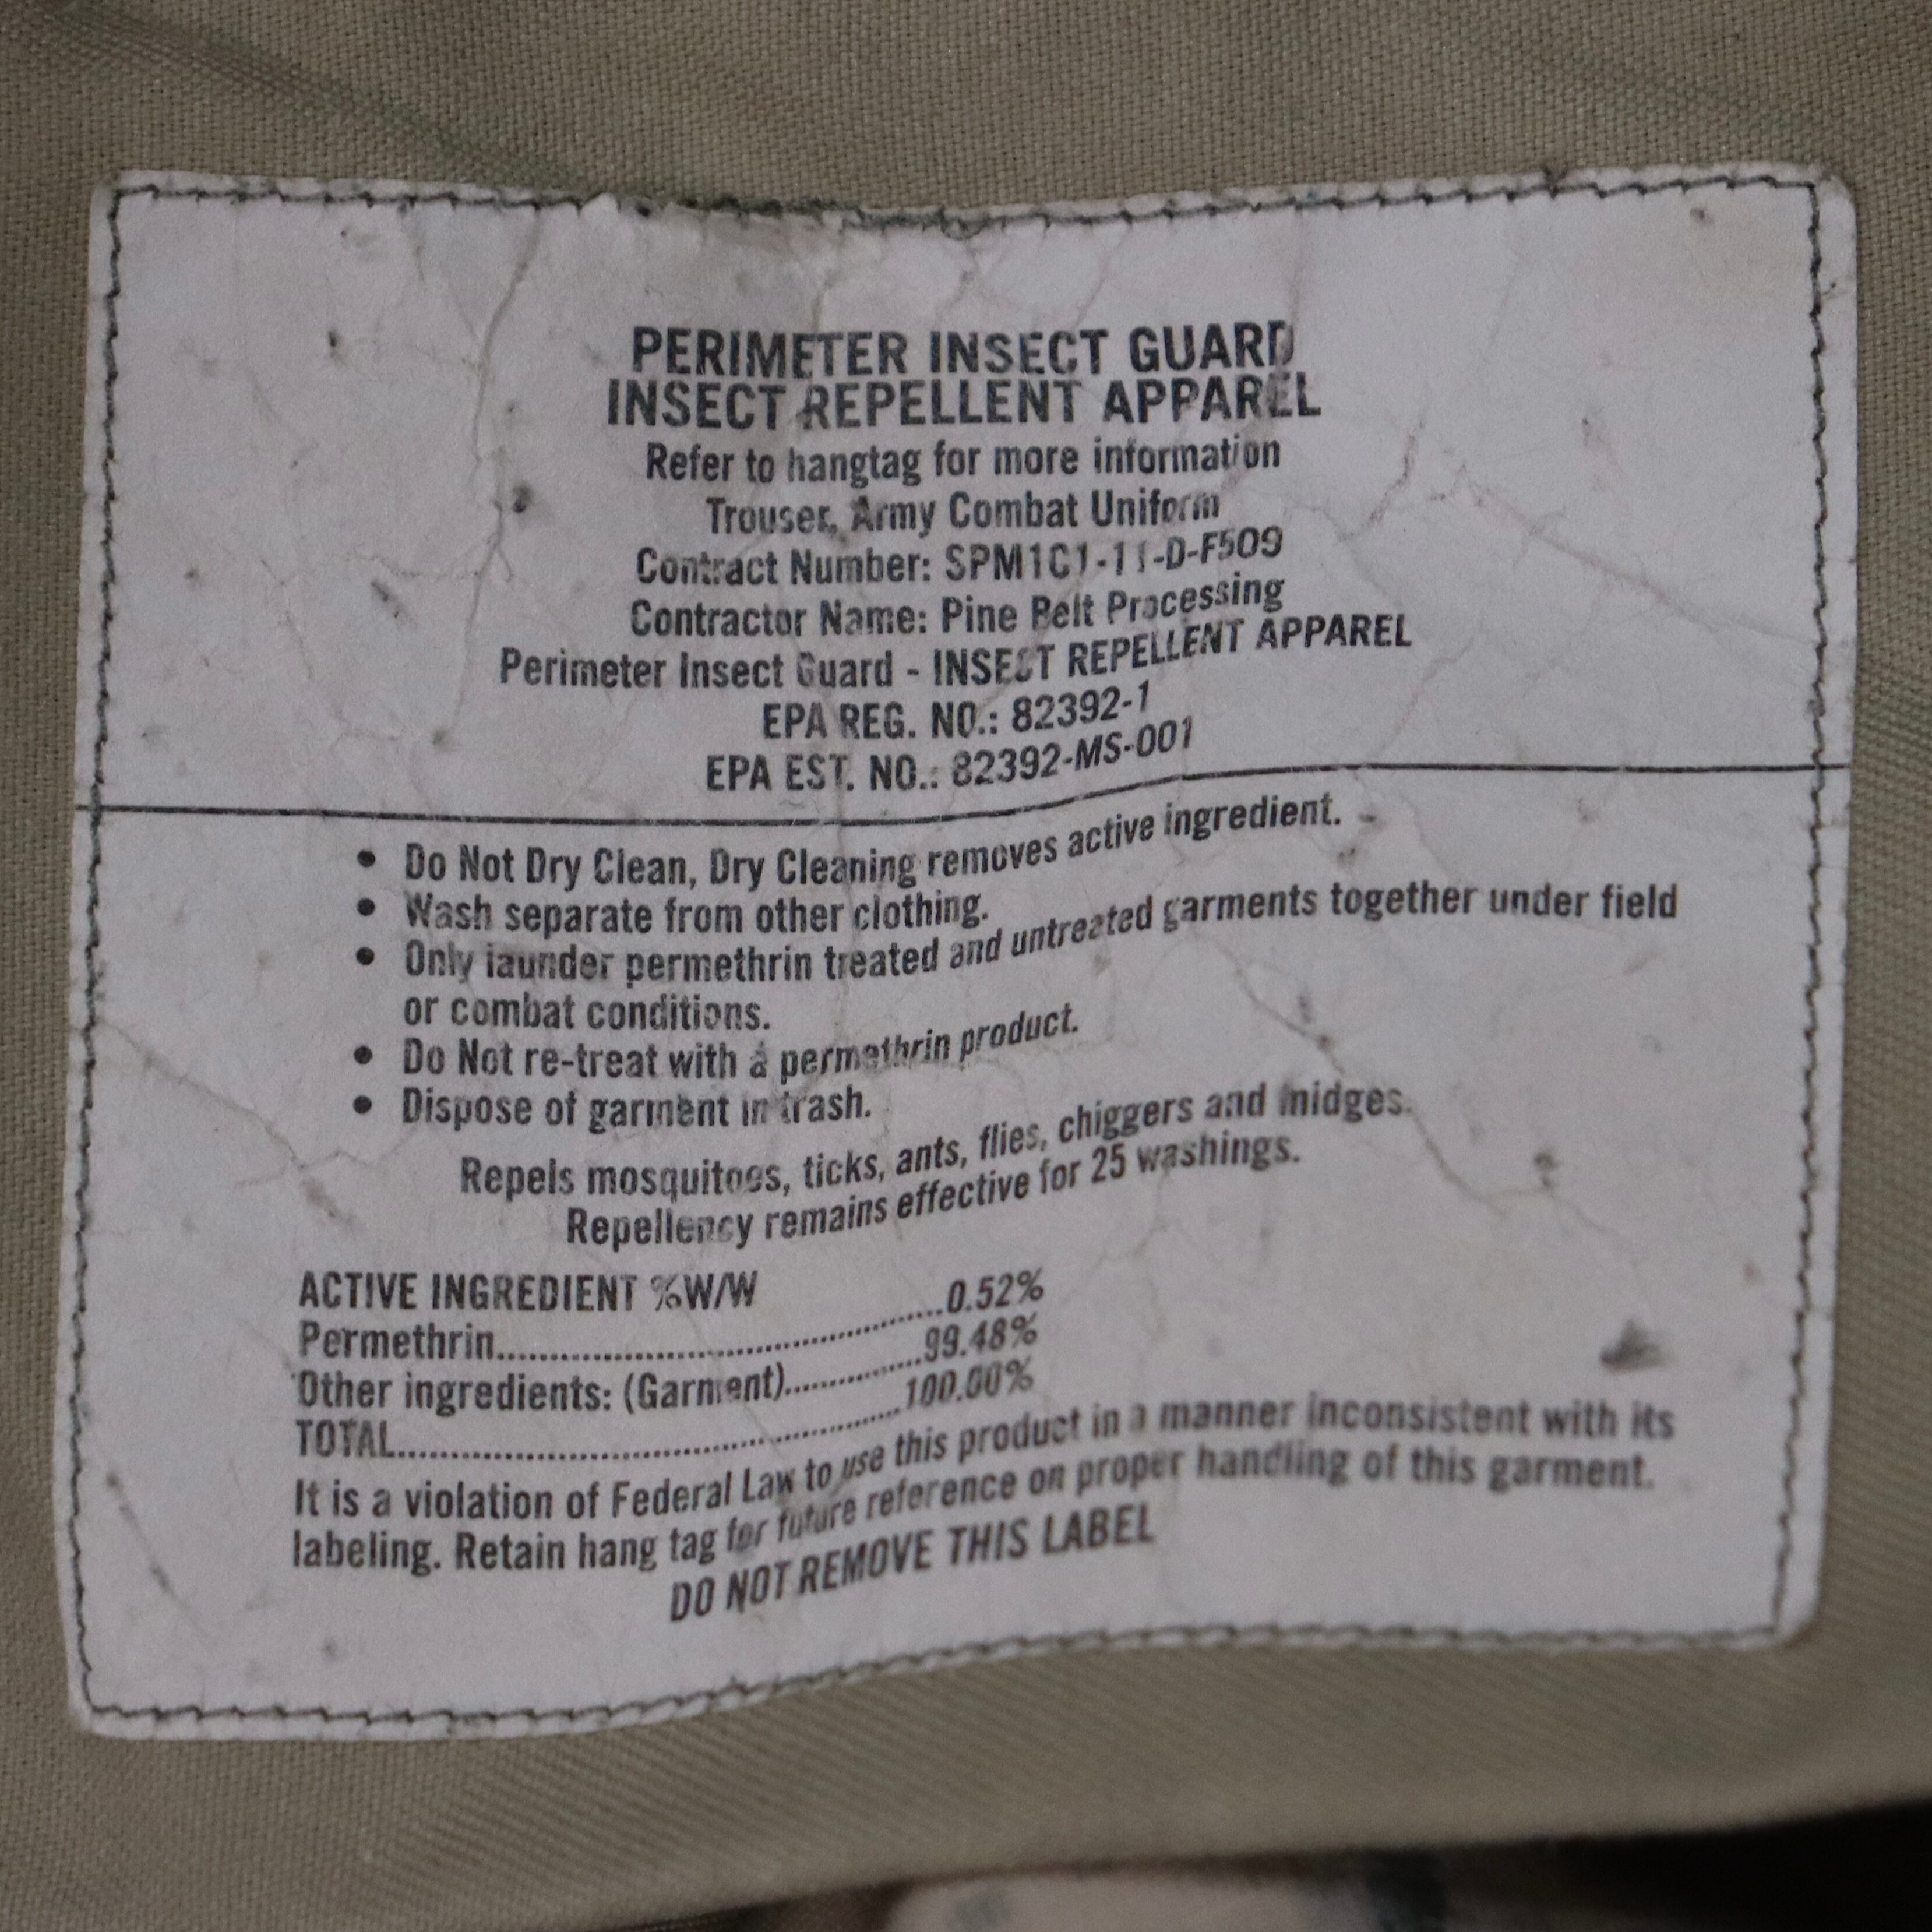 PERIMETER INSECT GUARD
INSECT REPELLENT APPAREL
Refer to hangtag for more information
Trouser, Army Combat Uniform
Contract Number: SPM1C1-11-D-F509
Contractor Name: Pine Belt Processing
Perimeter Insect Guard - INSECT REPELLENT APPAREL
EPA REG. NO.: 82392-1
EPA EST. NO.: 82392-MS-001
• Do Not Dry Clean, Dry Cleaning removes active ingredient.
• Wash separate from other clothing.
• Only launder permethrin treated and untreated garments together under field
or combat conditions.
• Do Not re-treat with a permethrin product.
• Dispose of garment in trash.
Repels mosquitoes, ticks, ants, flies, chiggers and midges.
Repellency remains effective for 25 washings.
ACTIVE INGREDIENT %W/W
Permethrin..........................................0.52%
Other ingredients: (Garment).............99.48%
TOTAL................................................100.00%
It is a violation of Federal Law to use this product in a manner inconsistent with its
labeling. Retain hang tag for future reference on proper handling of this garment.
DO NOT REMOVE THIS LABEL